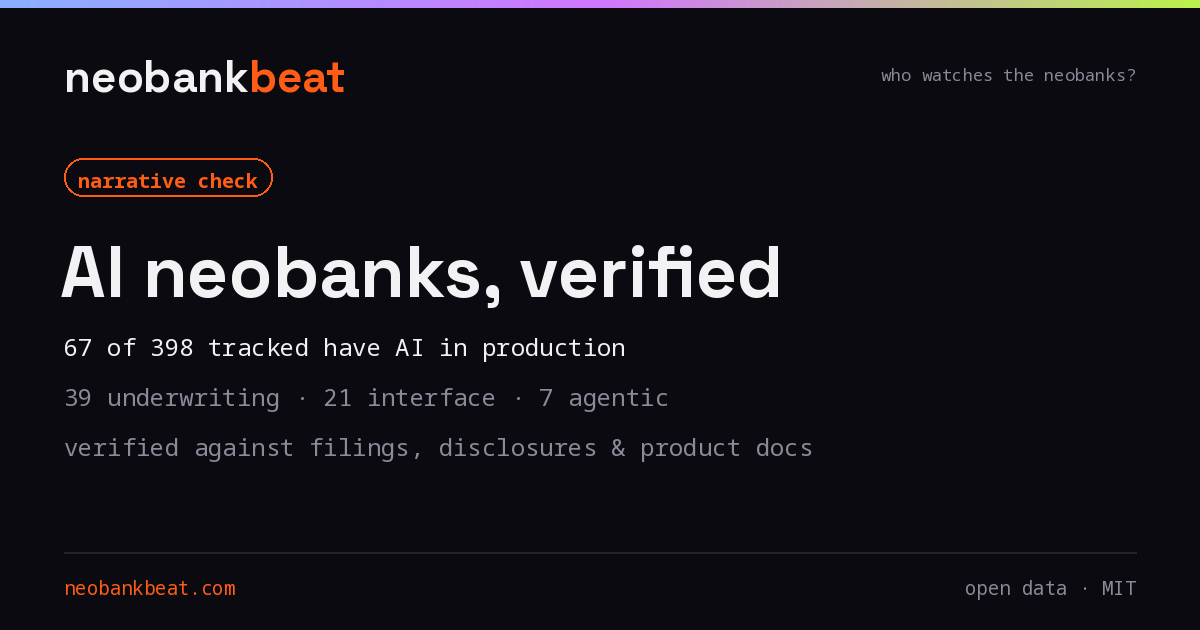 neobankbeat
who watches the neobanks?
narrative check
AI neobanks, verified
67 of 398 tracked have AI in production
39 underwriting · 21 interface · 7 agentic
verified against filings, disclosures & product docs
neobankbeat.com
open data · MIT